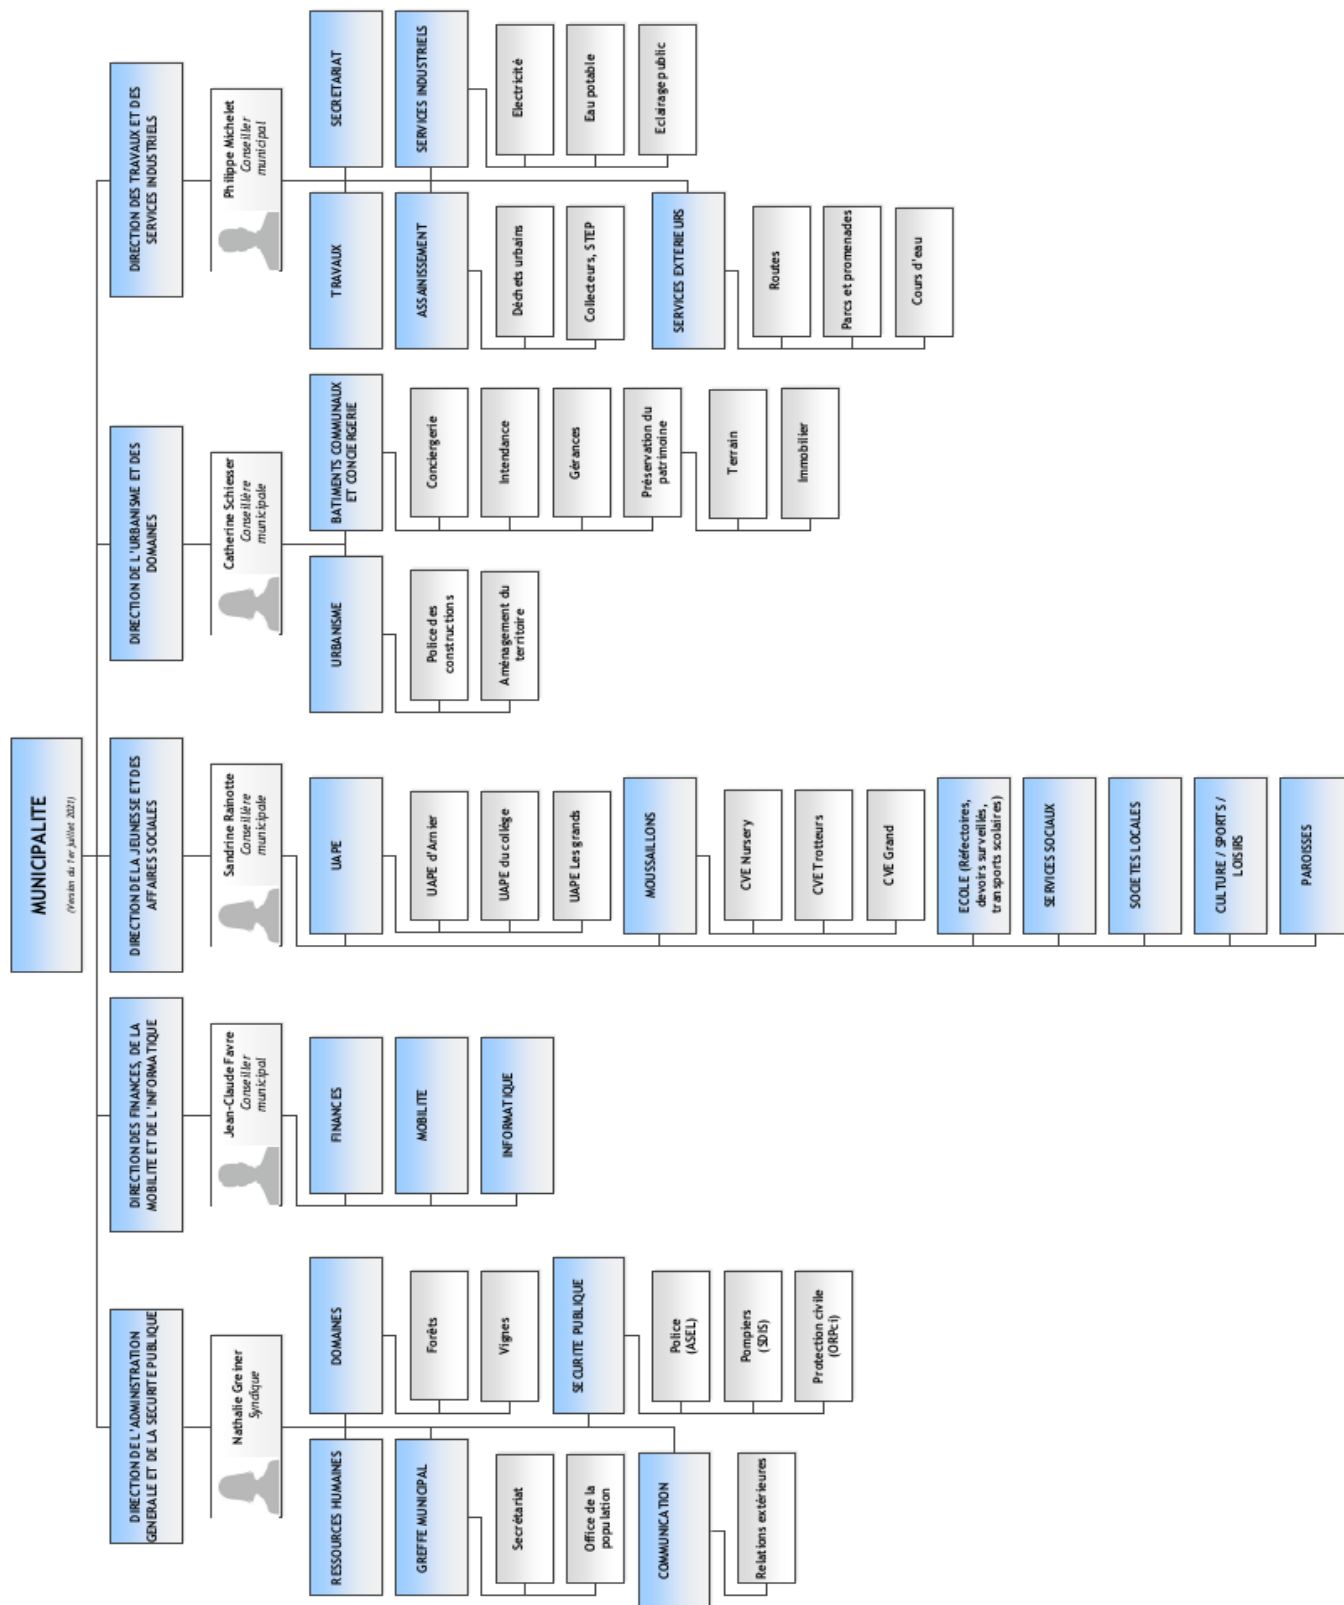 MUNICIPALITE
(Version du 1er juillet 2021)
DIRECTION DE L'ADMINISTRATION
GENERALE ET DE LA SECURITE PUBLIQUE
Nathalie Greiner
Syndique
RESSOURCES HUMAINES
DOMAINES
Forêts
Vignes
GREFFE MUNICIPAL
Secrétariat
Office de la
population
SECURITE PUBLIQUE
Police
(ASEL)
Pompiers
(SDIS)
Protection civile
(ORPci)
COMMUNICATION
Relations extérieures
DIRECTION DES FINANCES, DE LA
MOBILITE ET DE L'INFORMATIQUE
Jean-Claude Favre
Conseiller
municipal
FINANCES
MOBILITE
INFORMATIQUE
DIRECTION DE LA JEUNESSE ET DES
AFFAIRES SOCIALES
Sandrine Rainotte
Conseillère
municipale
UAPE
UAPE d'Arnier
UAPE du collège
UAPE Les grands
MOUSSAILLONS
CVE Nursery
CVE Trotteurs
CVE Grand
ECOLE (Réfectoires,
devoirs surveillés,
transports scolaires)
SERVICES SOCIAUX
SOCIETES LOCALES
CULTURE / SPORTS /
LOISIRS
PAROISSES
DIRECTION DE L'URBANISME ET DES
DOMAINES
Catherine Schiesser
Conseillère
municipale
URBANISME
Police des
constructions
Aménagement du
territoire
BATIMENTS COMMUNAUX
ET CONCIERGERIE
Conciergerie
Intendance
Gérances
Préservation du
patrimoine
Terrain
Immobilier
DIRECTION DES TRAVAUX ET DES
SERVICES INDUSTRIELS
Philippe Michelet
Conseiller
municipal
TRAVAUX
SECRETARIAT
ASSAINISSEMENT
Déchets urbains
Collecteurs, STEP
SERVICES INDUSTRIELS
Electricité
Eau potable
Eclairage public
SERVICES EXTERIEURS
Routes
Parcs et promenades
Cours d'eau